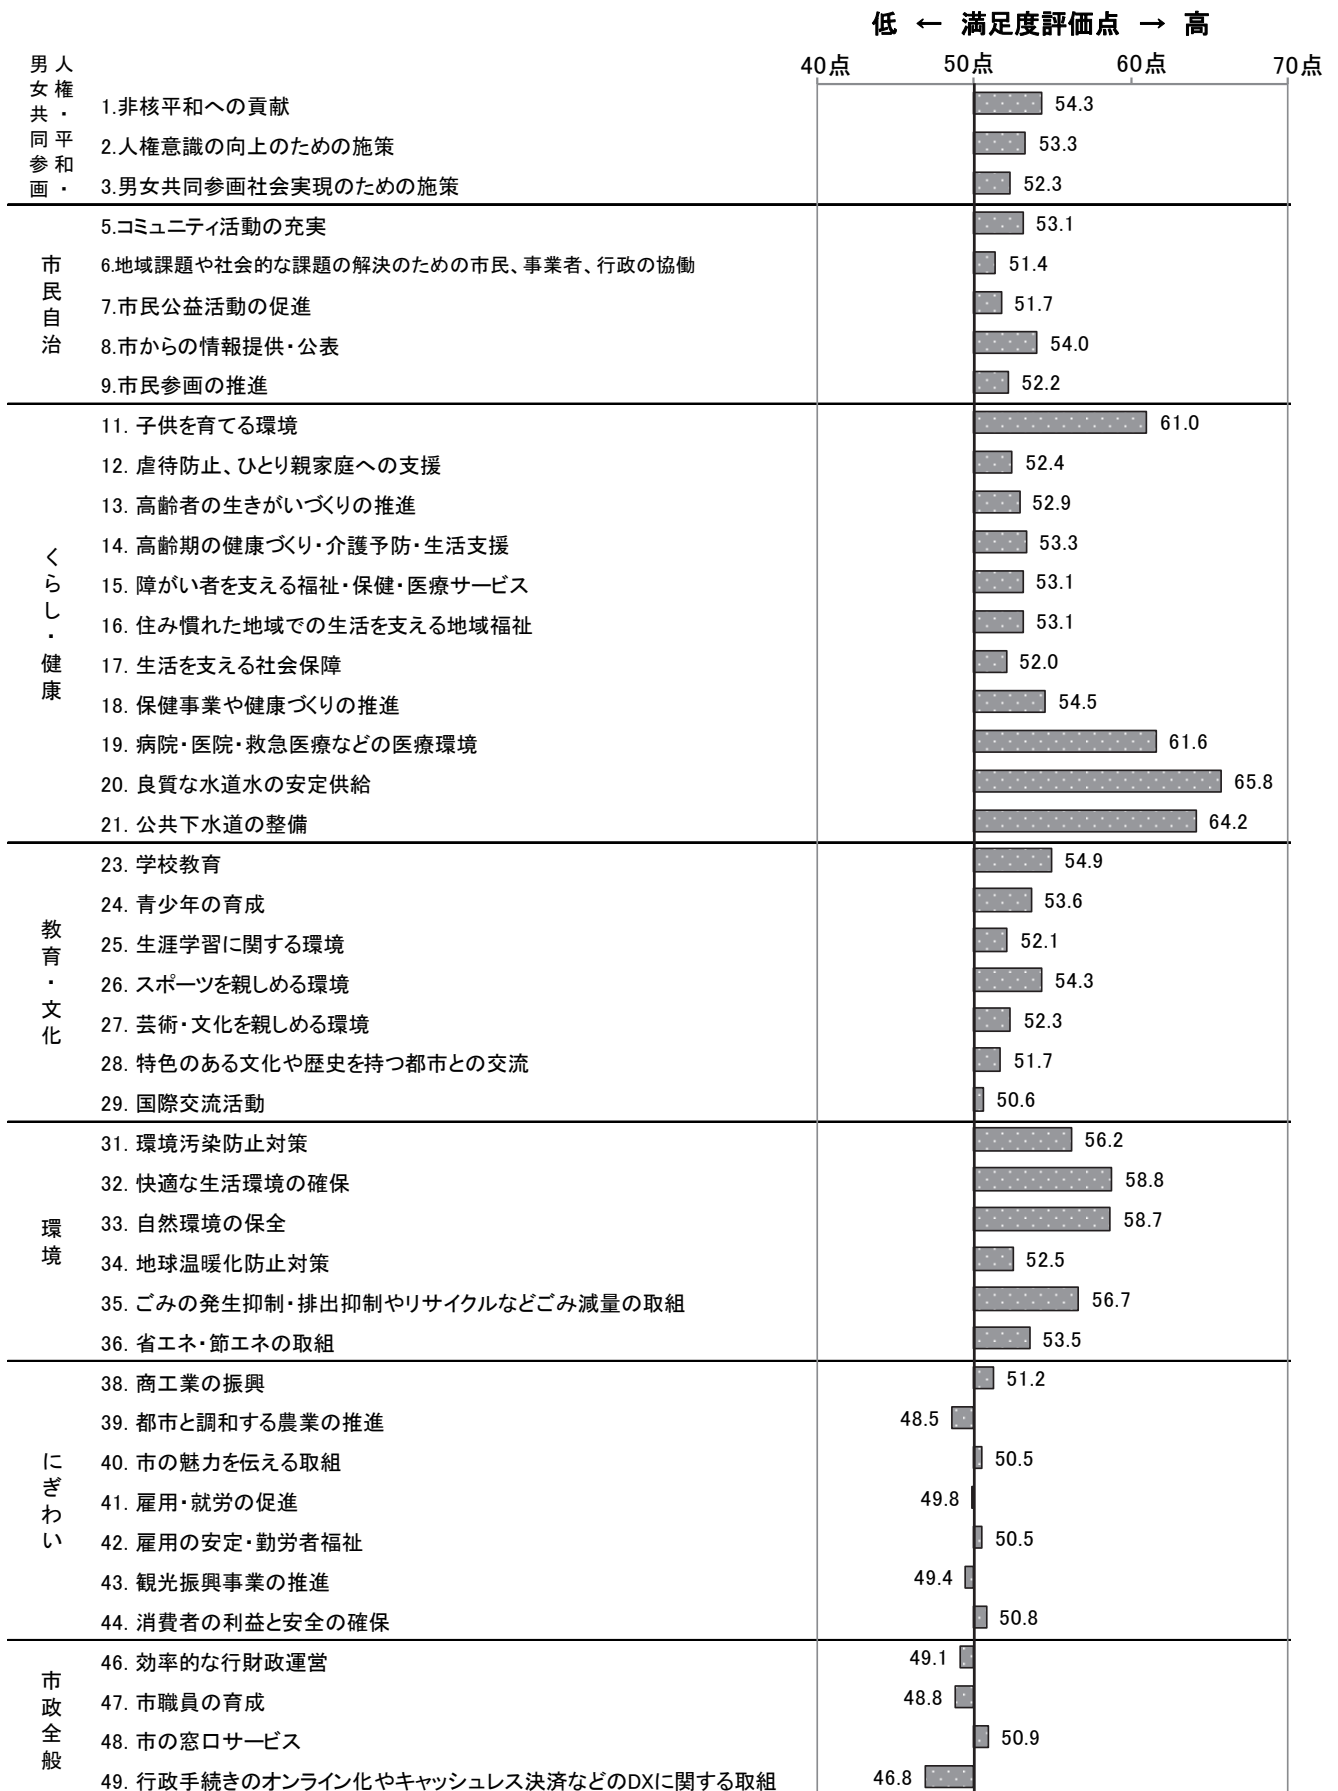 低 ← 満足度評価点 → 高
40点 50点 60点 70点
人権・平和・男女共同参画
1.非核平和への貢献 54.3
2.人権意識の向上のための施策 53.3
3.男女共同参画社会実現のための施策 52.3
市民自治
5.コミュニティ活動の充実 53.1
6.地域課題や社会的な課題の解決のための市民、事業者、行政の協働 51.4
7.市民公益活動の促進 51.7
8.市からの情報提供・公表 54.0
9.市民参画の推進 52.2
くらし・健康
11. 子供を育てる環境 61.0
12. 虐待防止、ひとり親家庭への支援 52.4
13. 高齢者の生きがいづくりの推進 52.9
14. 高齢期の健康づくり・介護予防・生活支援 53.3
15. 障がい者を支える福祉・保健・医療サービス 53.1
16. 住み慣れた地域での生活を支える地域福祉 53.1
17. 生活を支える社会保障 52.0
18. 保健事業や健康づくりの推進 54.5
19. 病院・医院・救急医療などの医療環境 61.6
20. 良質な水道水の安定供給 65.8
21. 公共下水道の整備 64.2
教育・文化
23. 学校教育 54.9
24. 青少年の育成 53.6
25. 生涯学習に関する環境 52.1
26. スポーツを親しめる環境 54.3
27. 芸術・文化を親しめる環境 52.3
28. 特色のある文化や歴史を持つ都市との交流 51.7
29. 国際交流活動 50.6
環境
31. 環境汚染防止対策 56.2
32. 快適な生活環境の確保 58.8
33. 自然環境の保全 58.7
34. 地球温暖化防止対策 52.5
35. ごみの発生抑制・排出抑制やリサイクルなどごみ減量の取組 56.7
36. 省エネ・節エネの取組 53.5
にぎわい
38. 商工業の振興 51.2
39. 都市と調和する農業の推進 48.5
40. 市の魅力を伝える取組 50.5
41. 雇用・就労の促進 49.8
42. 雇用の安定・勤労者福祉 50.5
43. 観光振興事業の推進 49.4
44. 消費者の利益と安全の確保 50.8
市政全般
46. 効率的な行財政運営 49.1
47. 市職員の育成 48.8
48. 市の窓口サービス 50.9
49. 行政手続きのオンライン化やキャッシュレス決済などのDXに関する取組 46.8